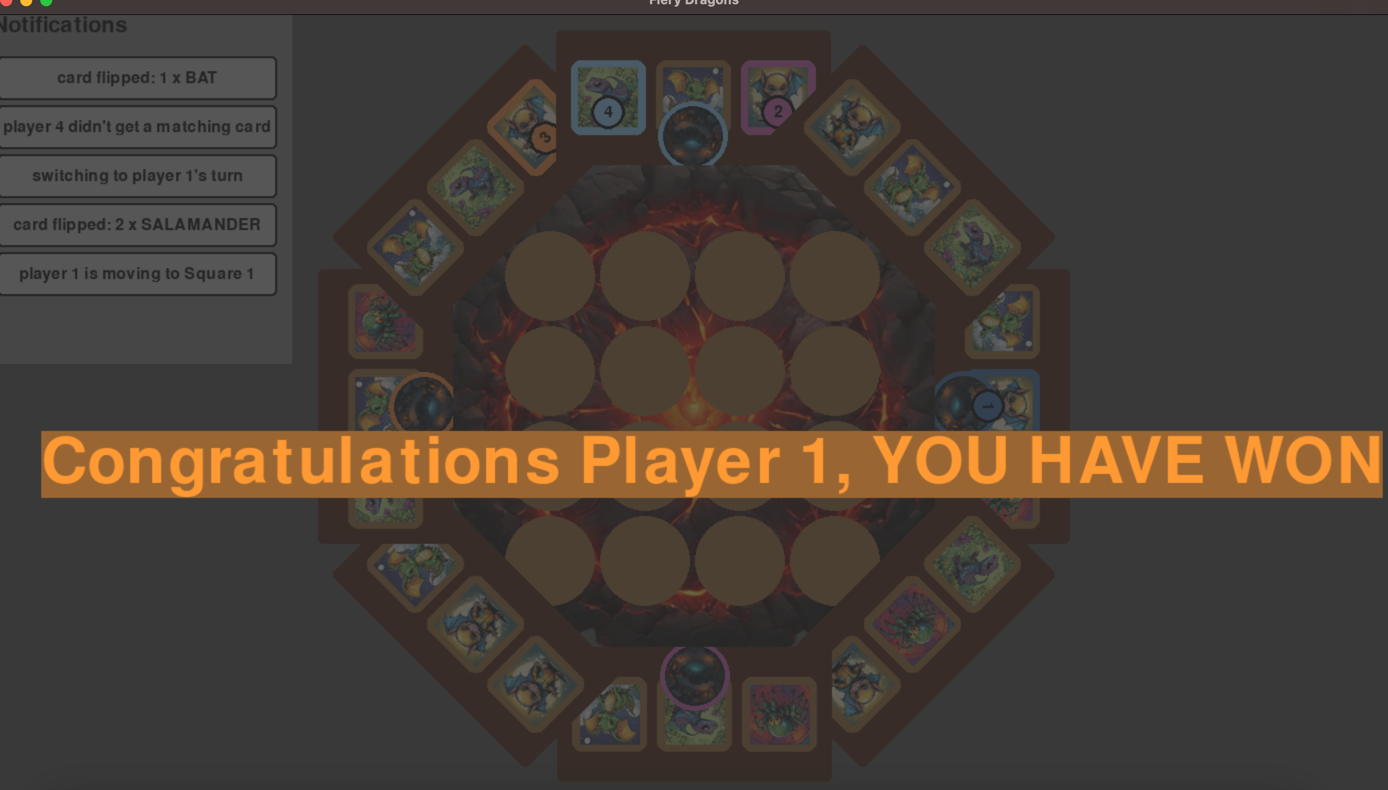 Fiery Dragons
Notifications
card flipped: 1 x BAT
player 4 didn't get a matching card
switching to player 1's turn
card flipped: 2 x SALAMANDER
player 1 is moving to Square 1
4
2
3
1
Congratulations Player 1, YOU HAVE WON